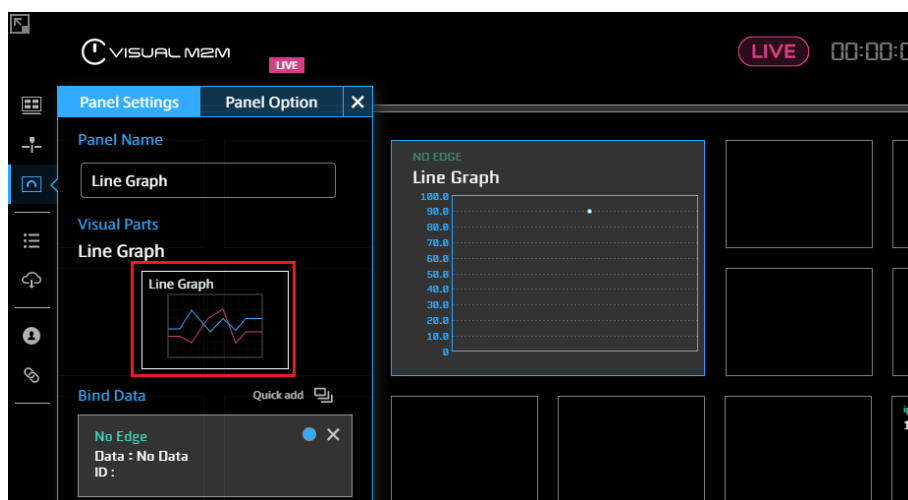 VISUAL M2M
LIVE
LIVE
00:00:0
Panel Settings
Panel Option
Panel Name
Line Graph
Visual Parts
Line Graph
Line Graph
Bind Data
Quick add
No Edge
Data : No Data
ID :
NO EDGE
Line Graph
100.0
90.0
80.0
70.0
60.0
50.0
40.0
30.0
20.0
10.0
0